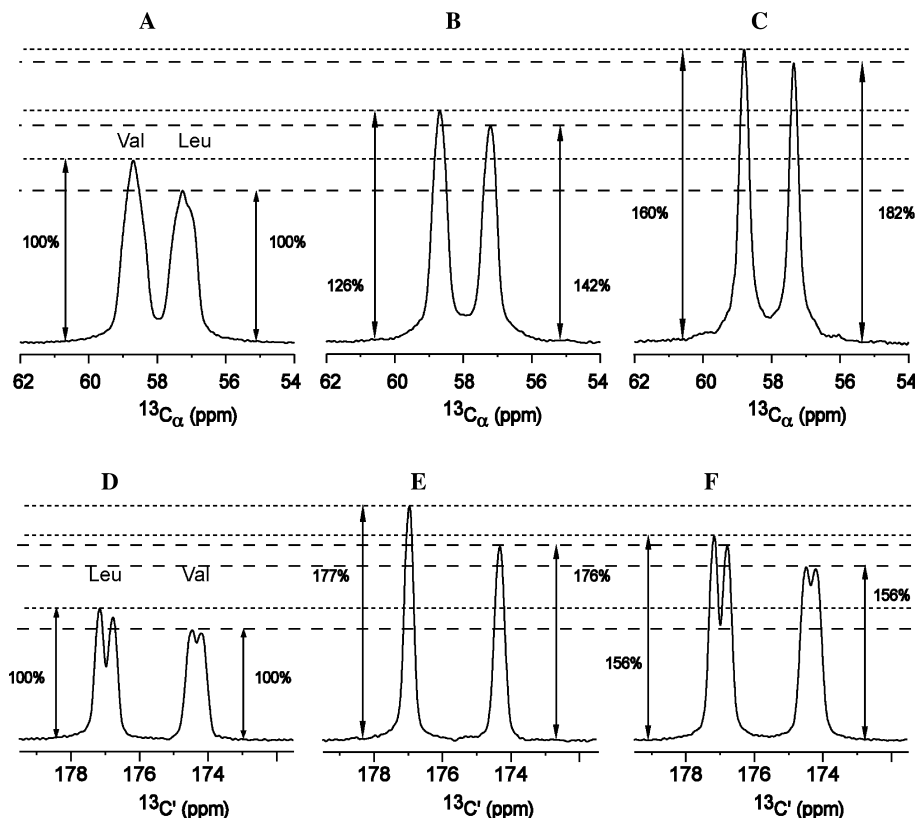 A B C
Val Leu
100% 100%
126% 142%
160% 182%
62 60 58 56 54
62 60 58 56 54
62 60 58 56 54
¹³Cα (ppm)
¹³Cα (ppm)
¹³Cα (ppm)
D E F
Leu Val
100% 100%
177% 176%
156% 156%
178 176 174
178 176 174
178 176 174
¹³C' (ppm)
¹³C' (ppm)
¹³C' (ppm)